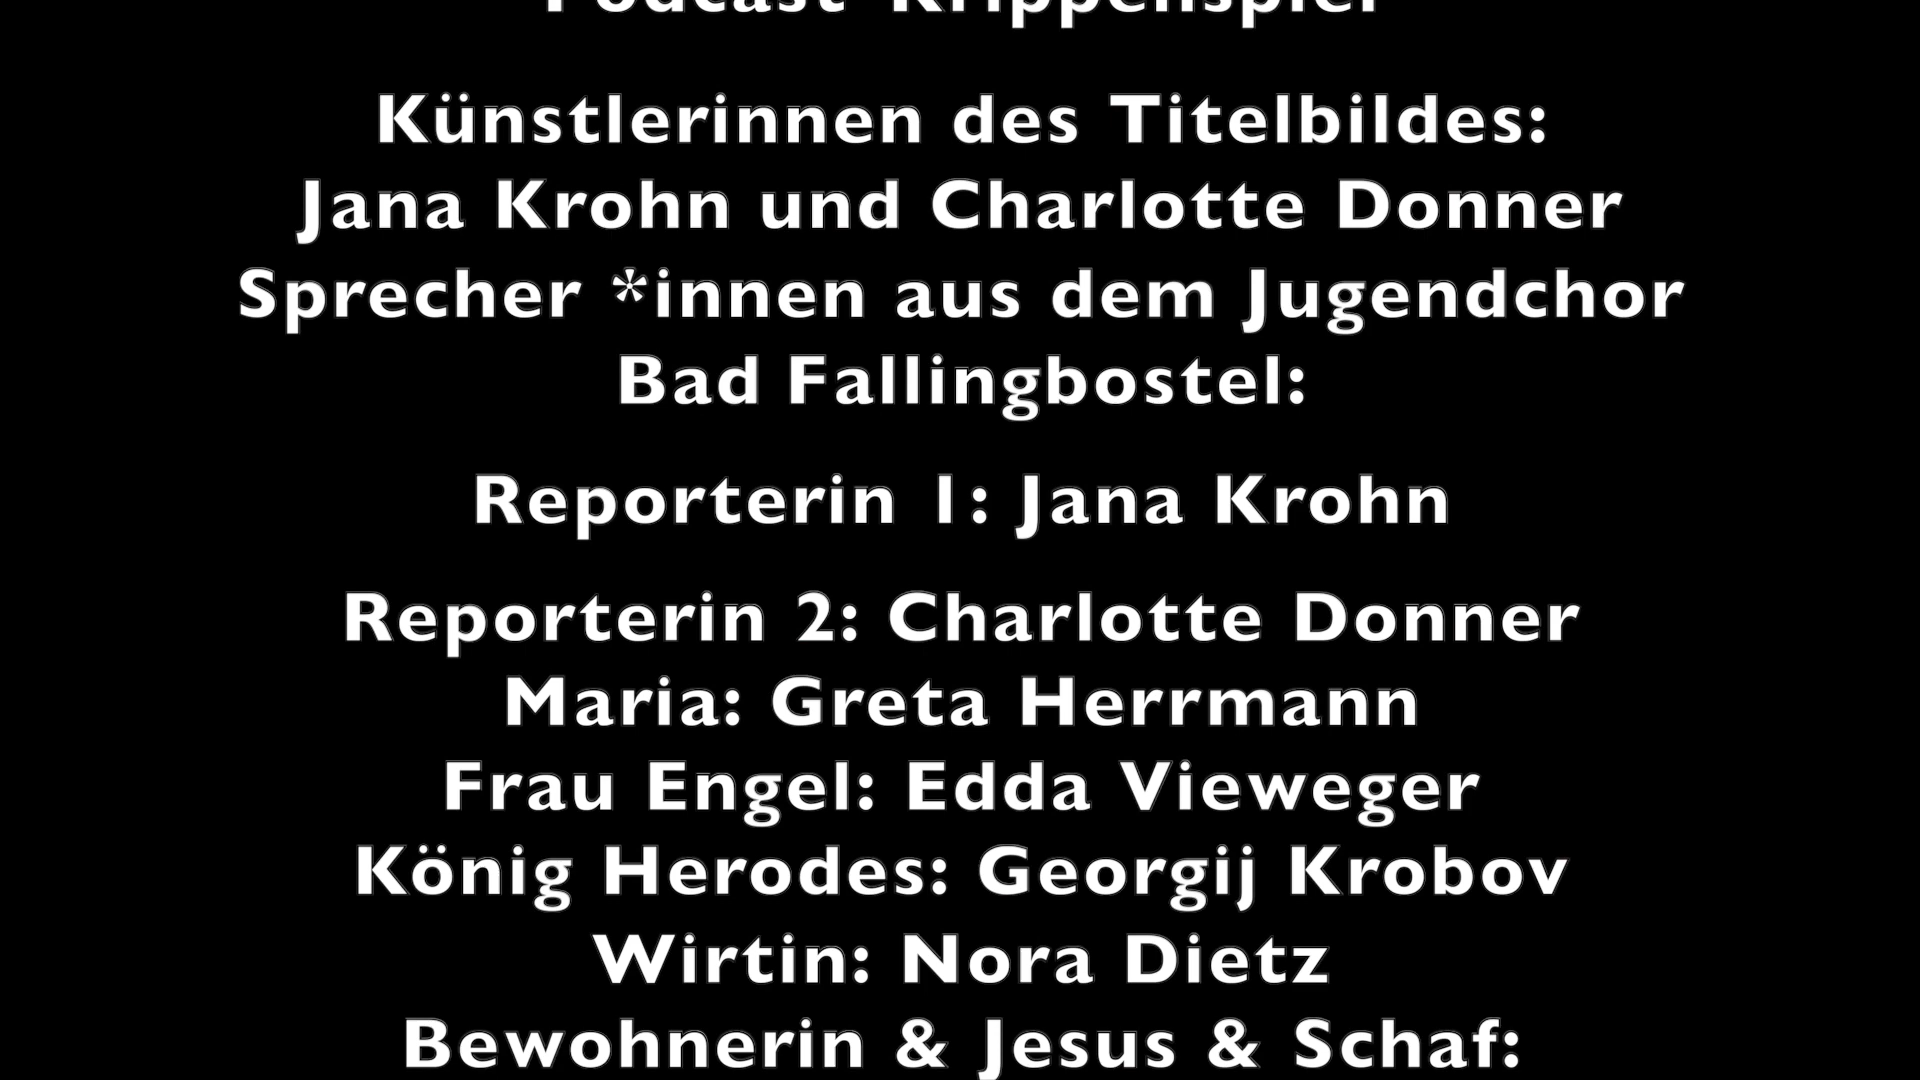 Podcast Krippenspiel
Künstlerinnen des Titelbildes:
Jana Krohn und Charlotte Donner
Sprecher *innen aus dem Jugendchor
Bad Fallingbostel:
Reporterin 1: Jana Krohn
Reporterin 2: Charlotte Donner
Maria: Greta Herrmann
Frau Engel: Edda Vieweger
König Herodes: Georgij Krobov
Wirtin: Nora Dietz
Bewohnerin & Jesus & Schaf: